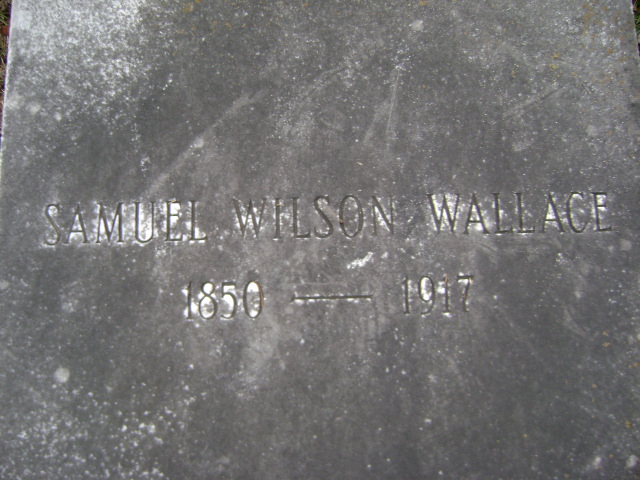 SAMUEL WILSON WALLACE
1850 — 1917